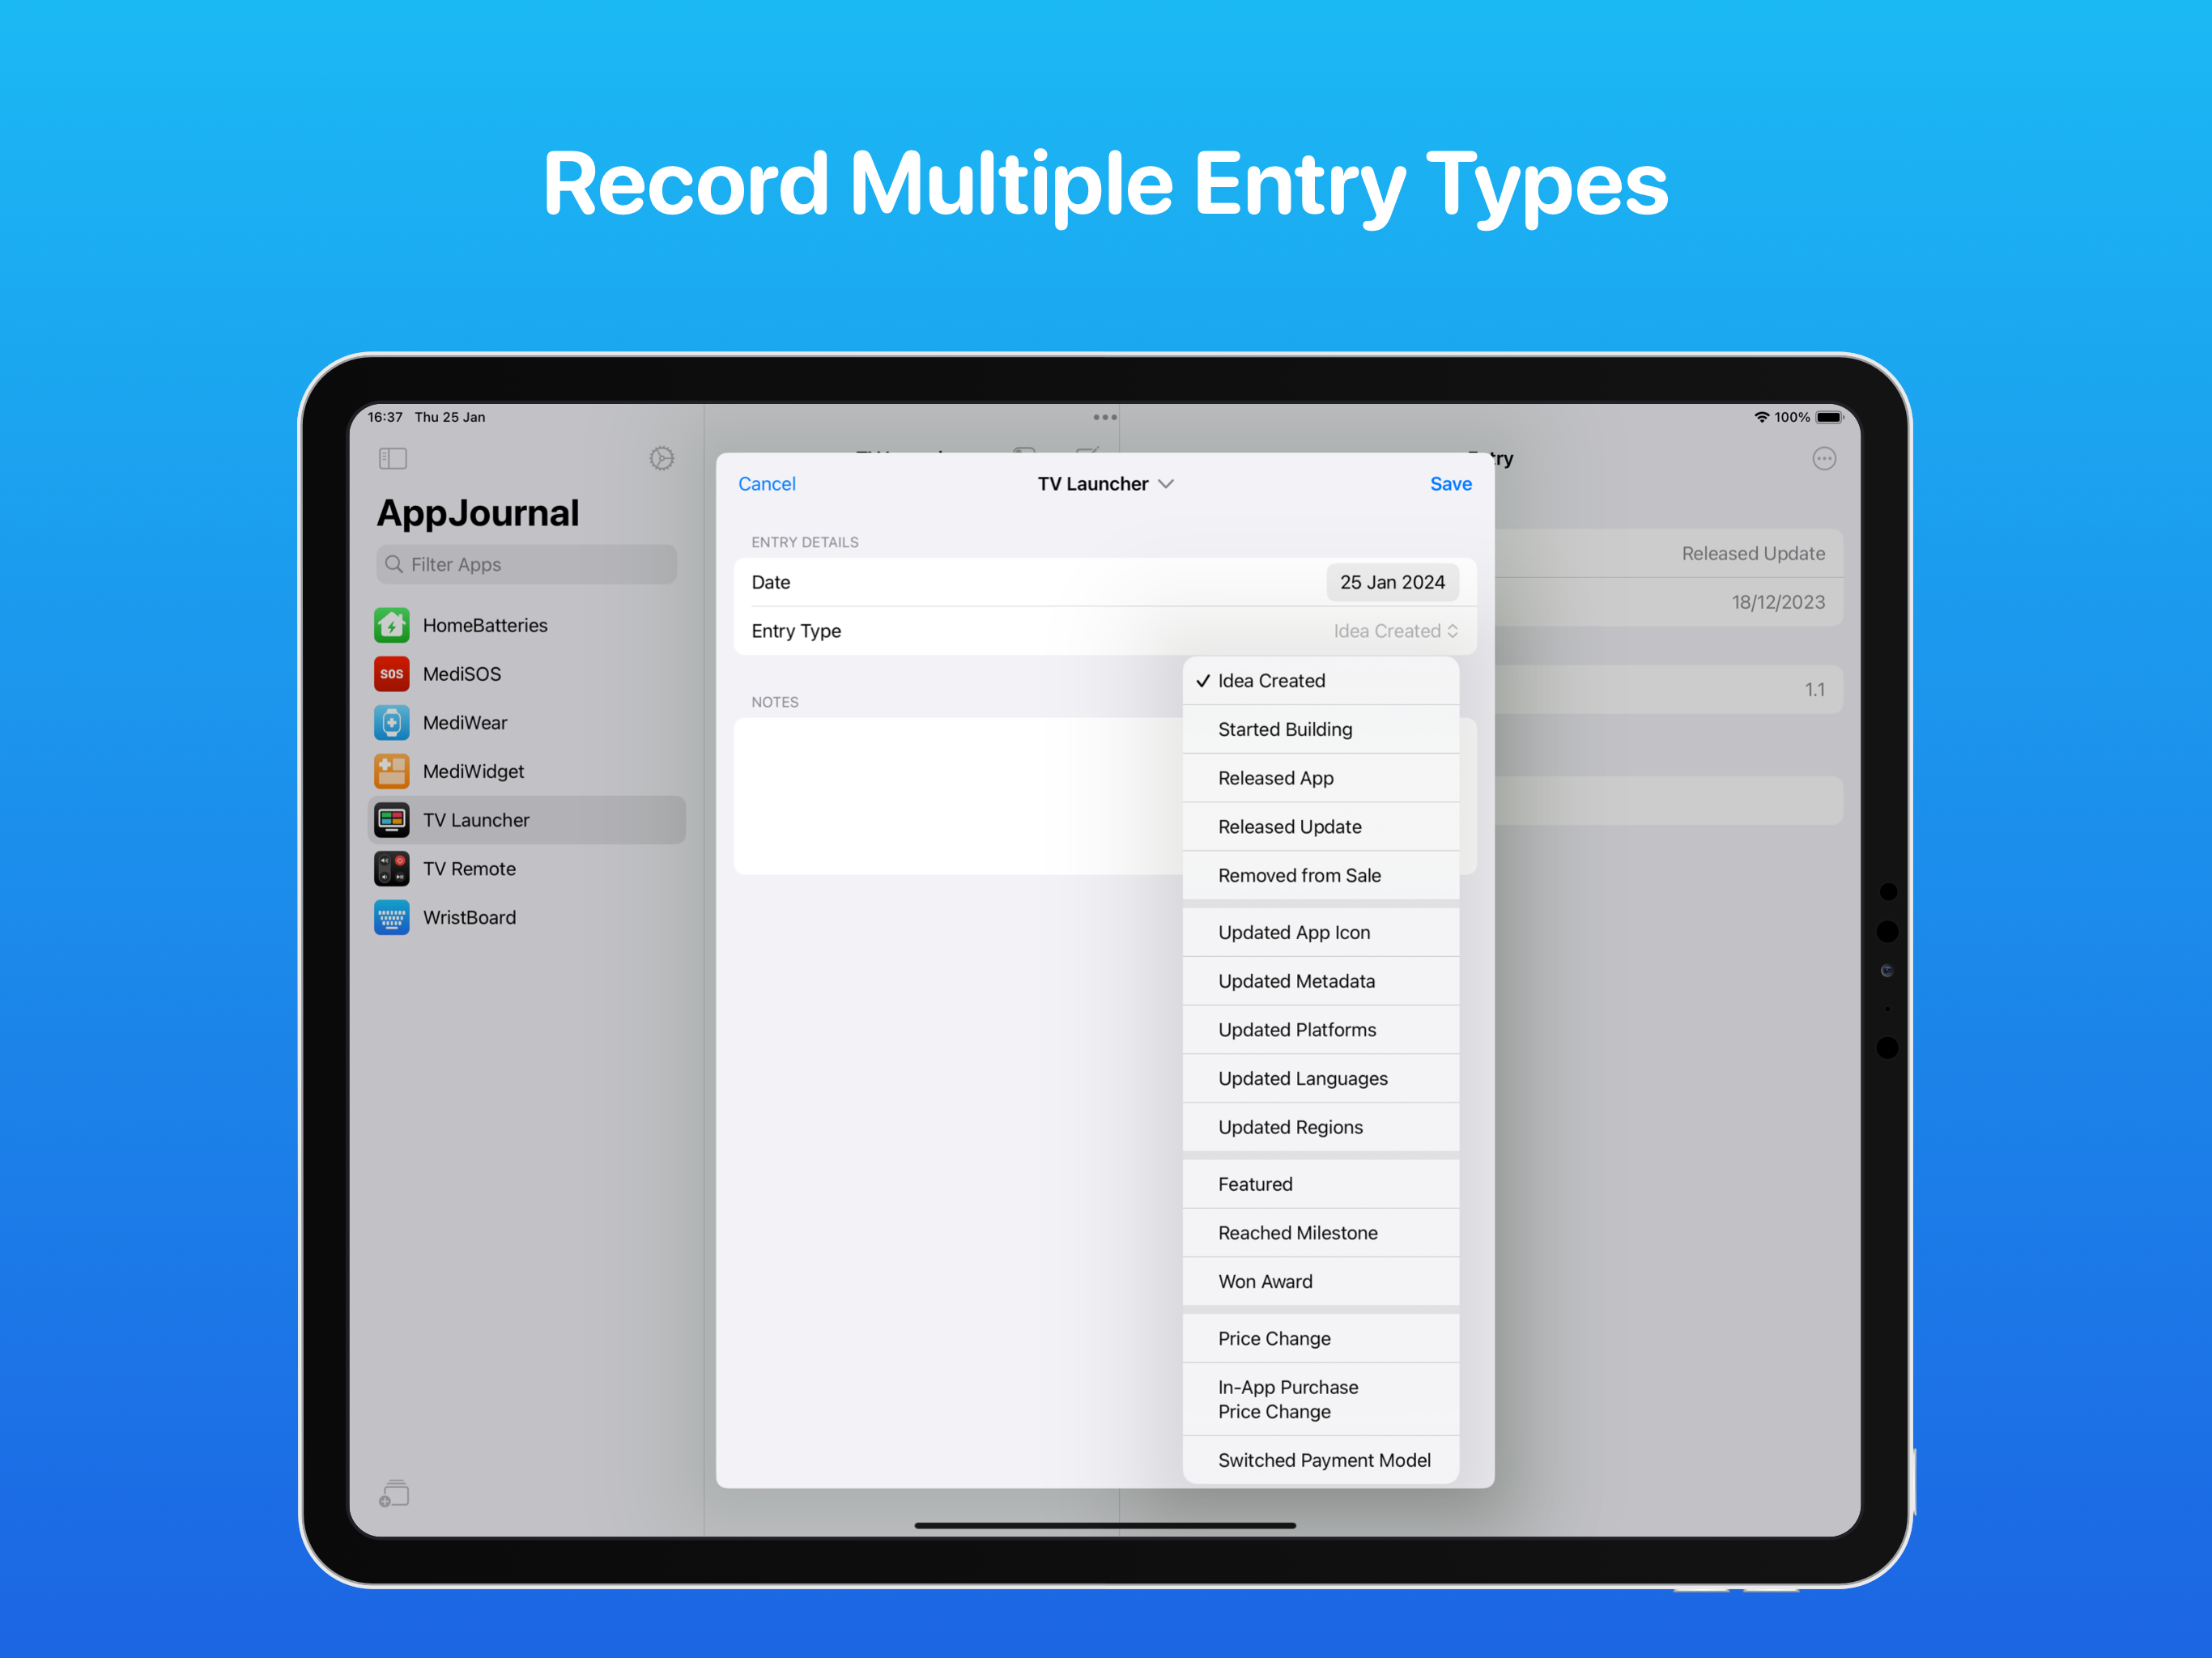 Record Multiple Entry Types
16:37 Thu 25 Jan
100%
AppJournal
Filter Apps
HomeBatteries
SOS
MediSOS
MediWear
MediWidget
TV Launcher
TV Remote
WristBoard
Cancel
TV Launcher
Save
ENTRY DETAILS
Date
25 Jan 2024
Entry Type
Idea Created
NOTES
Idea Created
Started Building
Released App
Released Update
Removed from Sale
Updated App Icon
Updated Metadata
Updated Platforms
Updated Languages
Updated Regions
Featured
Reached Milestone
Won Award
Price Change
In-App Purchase
Price Change
Switched Payment Model
Released Update
18/12/2023
1.1